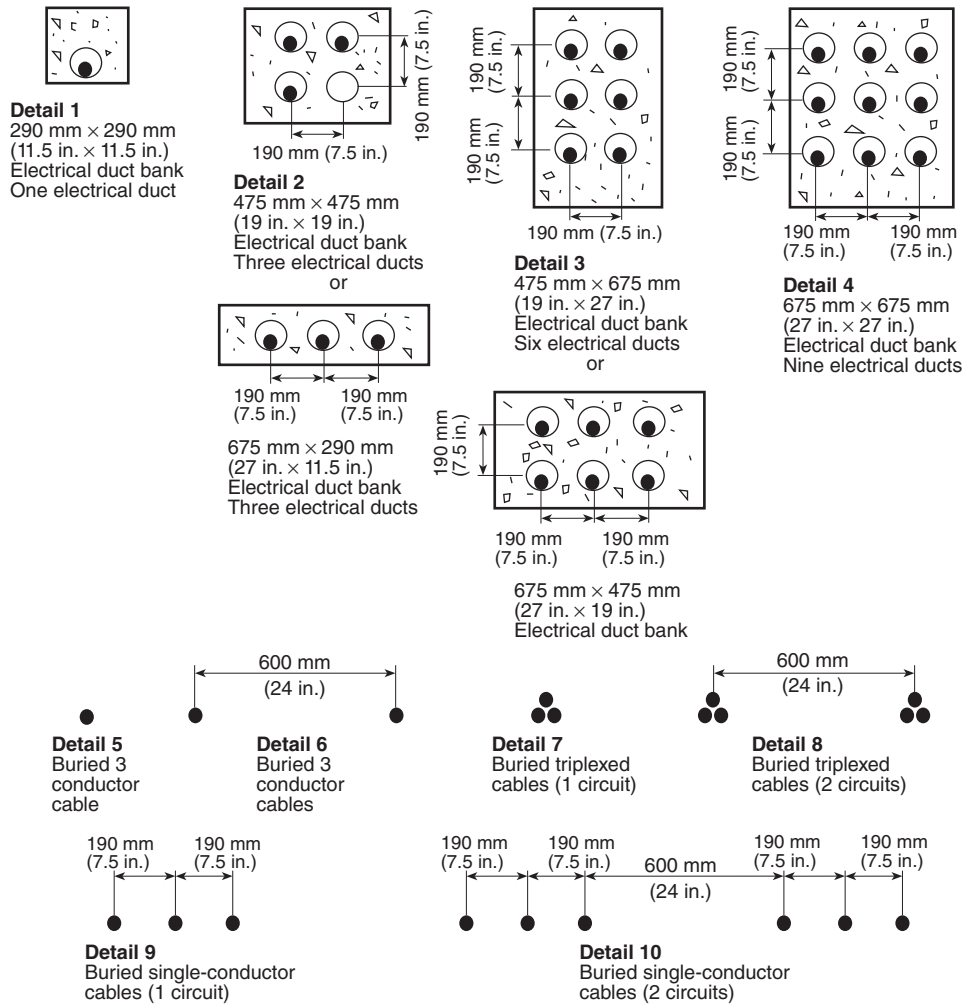 Detail 1
290 mm × 290 mm
(11.5 in. × 11.5 in.)
Electrical duct bank
One electrical duct
190 mm (7.5 in.)
190 mm (7.5 in.)
Detail 2
475 mm × 475 mm
(19 in. × 19 in.)
Electrical duct bank
Three electrical ducts
or
190 mm
(7.5 in.)
190 mm
(7.5 in.)
675 mm × 290 mm
(27 in. × 11.5 in.)
Electrical duct bank
Three electrical ducts
190 mm
(7.5 in.)
190 mm
(7.5 in.)
190 mm (7.5 in.)
Detail 3
475 mm × 675 mm
(19 in. × 27 in.)
Electrical duct bank
Six electrical ducts
or
190 mm
(7.5 in.)
190 mm
(7.5 in.)
190 mm
(7.5 in.)
675 mm × 475 mm
(27 in. × 19 in.)
Electrical duct bank
190 mm
(7.5 in.)
190 mm
(7.5 in.)
190 mm
(7.5 in.)
190 mm
(7.5 in.)
Detail 4
675 mm × 675 mm
(27 in. × 27 in.)
Electrical duct bank
Nine electrical ducts
Detail 5
Buried 3
conductor
cable
600 mm
(24 in.)
Detail 6
Buried 3
conductor
cables
Detail 7
Buried triplexed
cables (1 circuit)
600 mm
(24 in.)
Detail 8
Buried triplexed
cables (2 circuits)
190 mm
(7.5 in.)
190 mm
(7.5 in.)
Detail 9
Buried single-conductor
cables (1 circuit)
190 mm
(7.5 in.)
190 mm
(7.5 in.)
600 mm
(24 in.)
190 mm
(7.5 in.)
190 mm
(7.5 in.)
Detail 10
Buried single-conductor
cables (2 circuits)